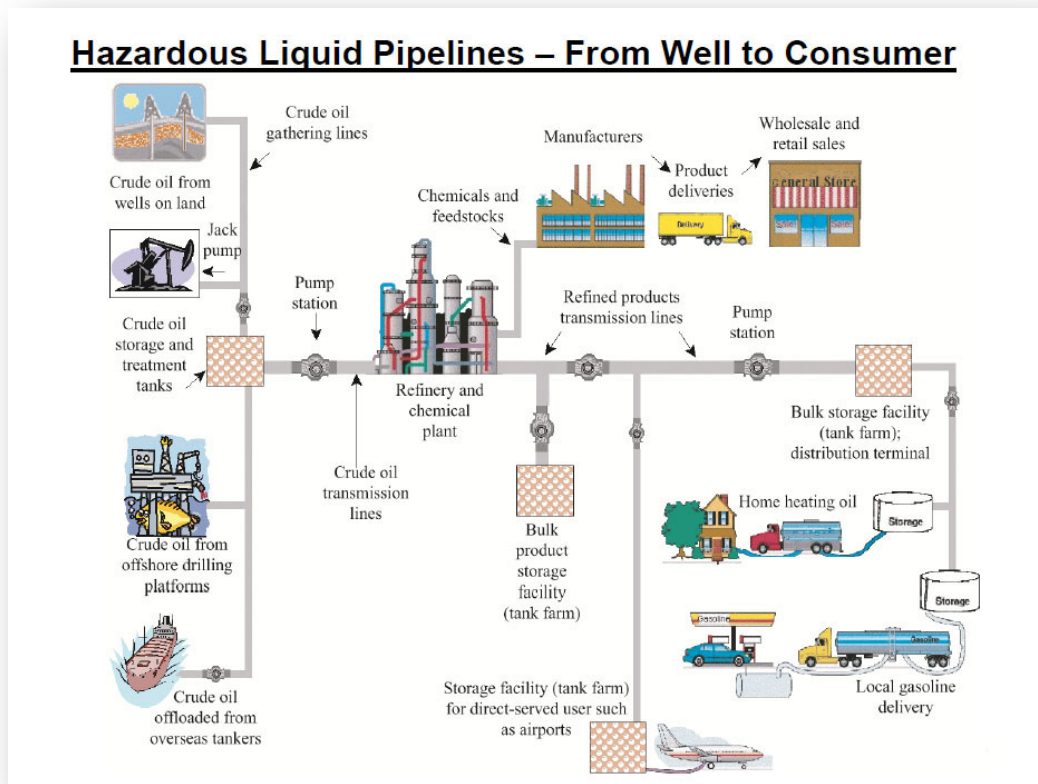 Hazardous Liquid Pipelines – From Well to Consumer
Crude oil
gathering lines
Crude oil from
wells on land
Jack
pump
Crude oil
storage and
treatment
tanks
Pump
station
Chemicals and
feedstocks
Manufacturers
Product
deliveries
Wholesale and
retail sales
Delivery
General Store
Refined products
transmission lines
Pump
station
Refinery and
chemical
plant
Crude oil
transmission
lines
Bulk storage facility
(tank farm);
distribution terminal
Crude oil from
offshore drilling
platforms
Bulk
product
storage
facility
(tank farm)
Home heating oil
Storage
Storage
Gasoline
Gasoline
Local gasoline
delivery
Crude oil
offloaded from
overseas tankers
Storage facility (tank farm)
for direct-served user such
as airports